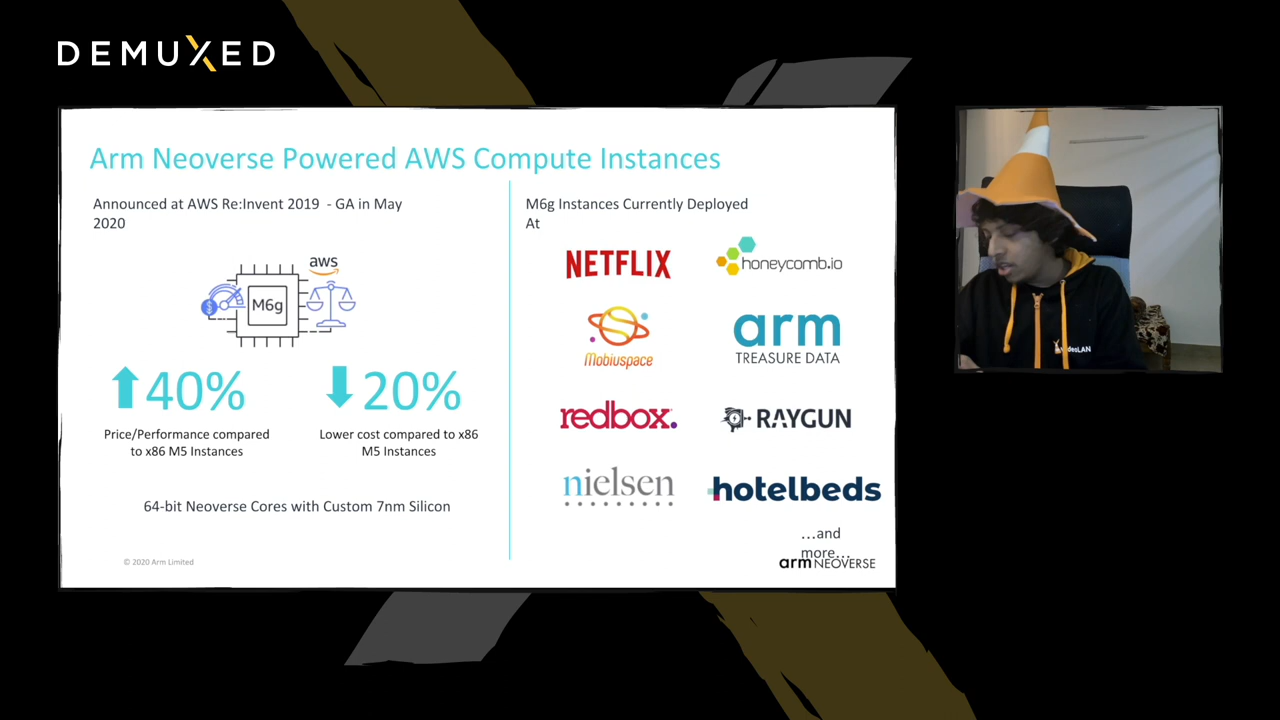 DEMUXED
Arm Neoverse Powered AWS Compute Instances
Announced at AWS Re:Invent 2019 - GA in May
2020
aws
M6g
40%
Price/Performance compared
to x86 M5 Instances
20%
Lower cost compared to x86
M5 Instances
64-bit Neoverse Cores with Custom 7nm Silicon
© 2020 Arm Limited
M6g Instances Currently Deployed
At
NETFLIX
honeycomb.io
Mobiuspace
arm
TREASURE DATA
redbox.
RAYGUN
nielsen
hotelbeds
...and
more...
arm NEOVERSE
VideoLAN